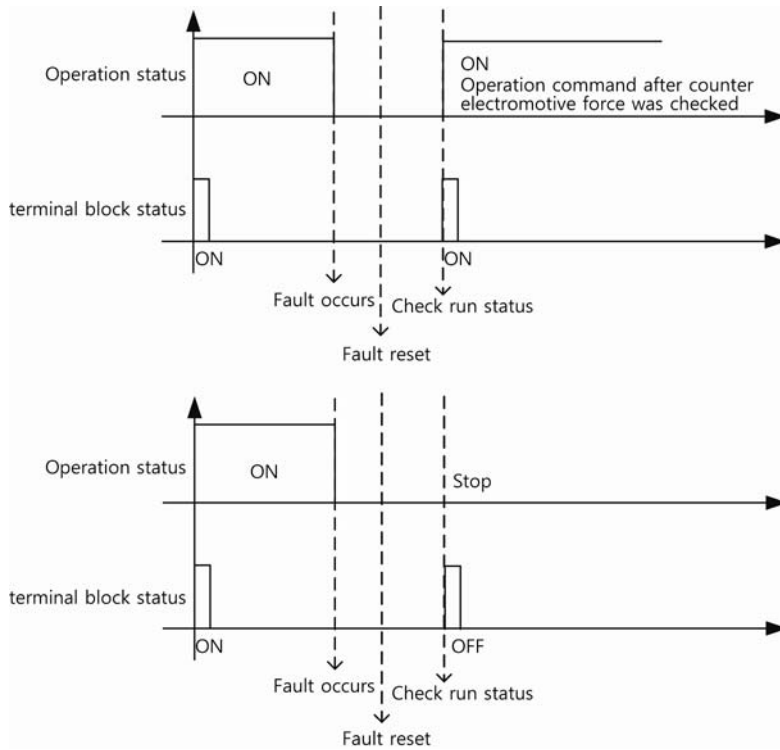 Operation status
ON
ON
Operation command after counter
electromotive force was checked
terminal block status
ON
ON
Fault occurs
Check run status
Fault reset
Operation status
ON
Stop
terminal block status
ON
OFF
Fault occurs
Check run status
Fault reset